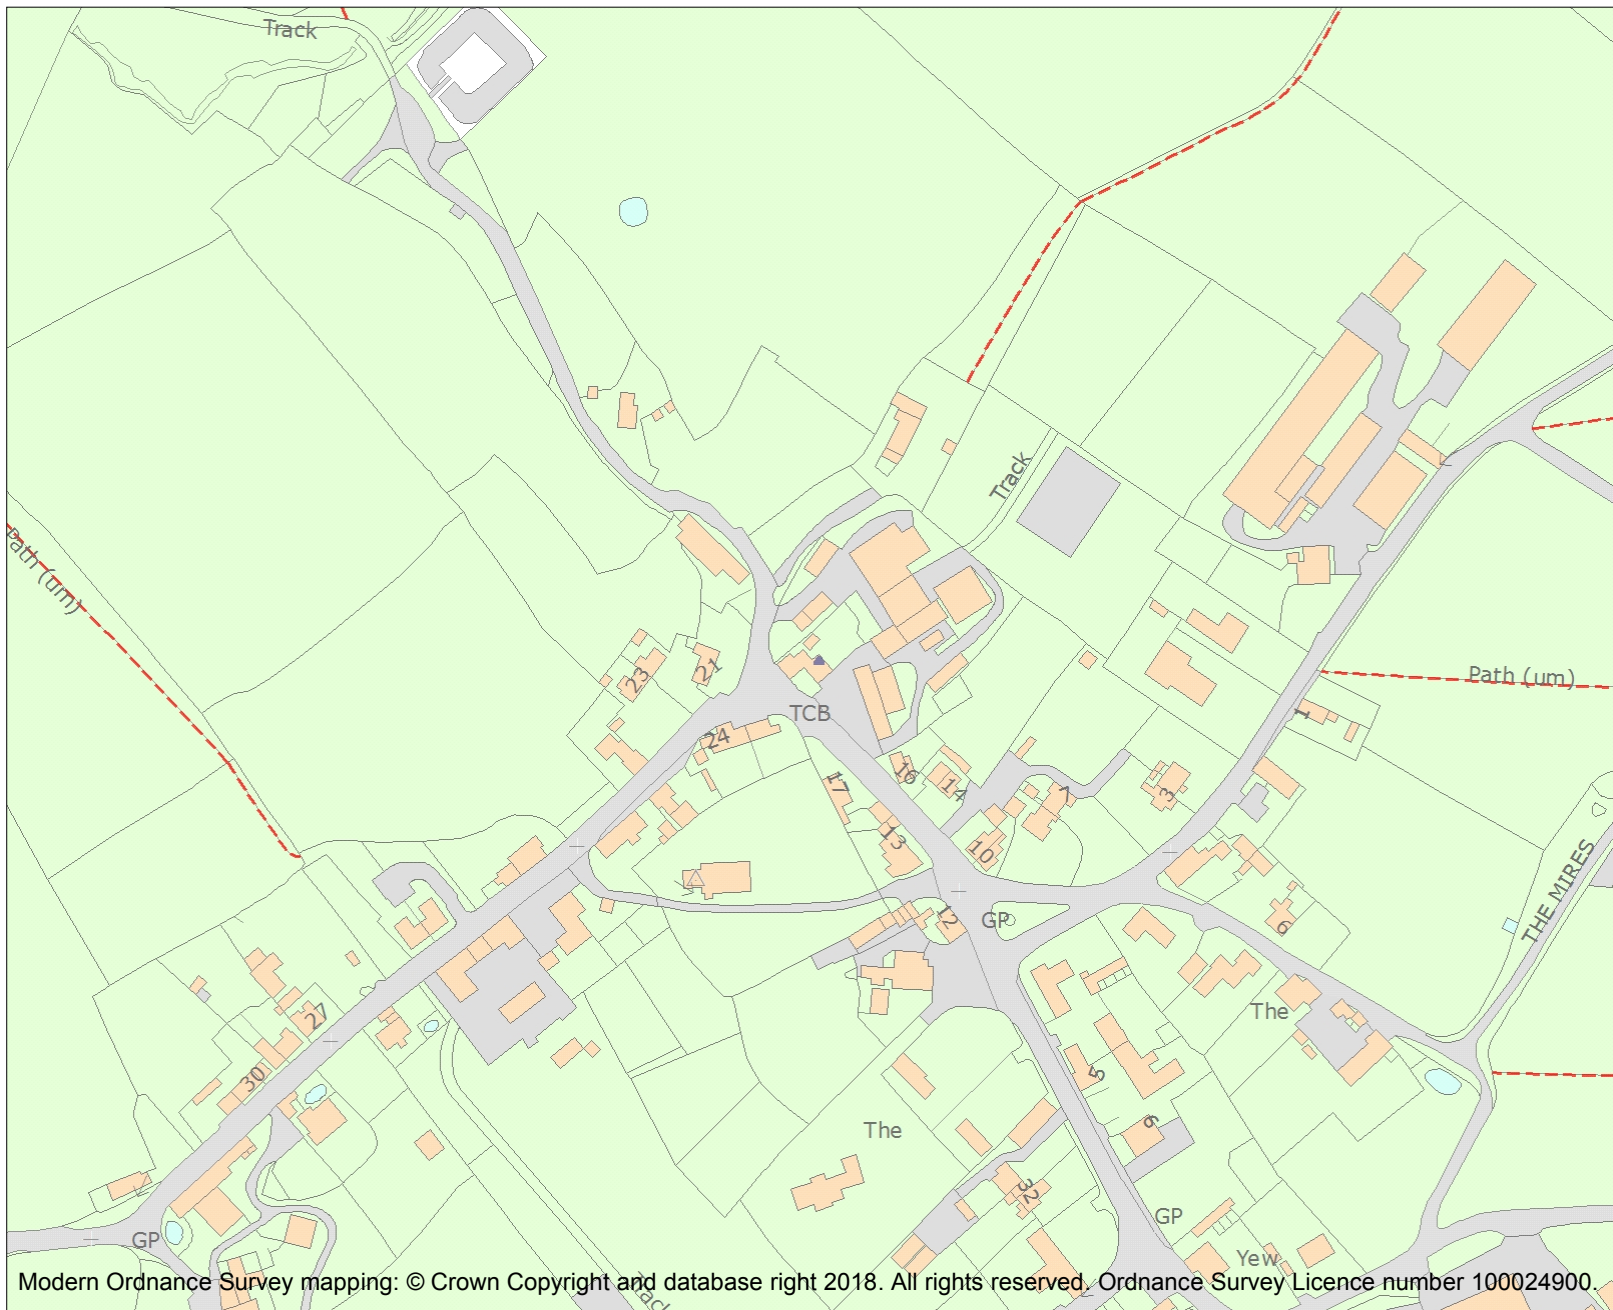 Track
Track
Path (um)
23
21
Path (um)
1
TCB
24
16
14
17
7
3
13
10
THE MIRES
12
GP
6
The
27
30
5
The
6
32
GP
GP
Yew
Track
Modern Ordnance Survey mapping: © Crown Copyright and database right 2018. All rights reserved. Ordnance Survey Licence number 100024900.